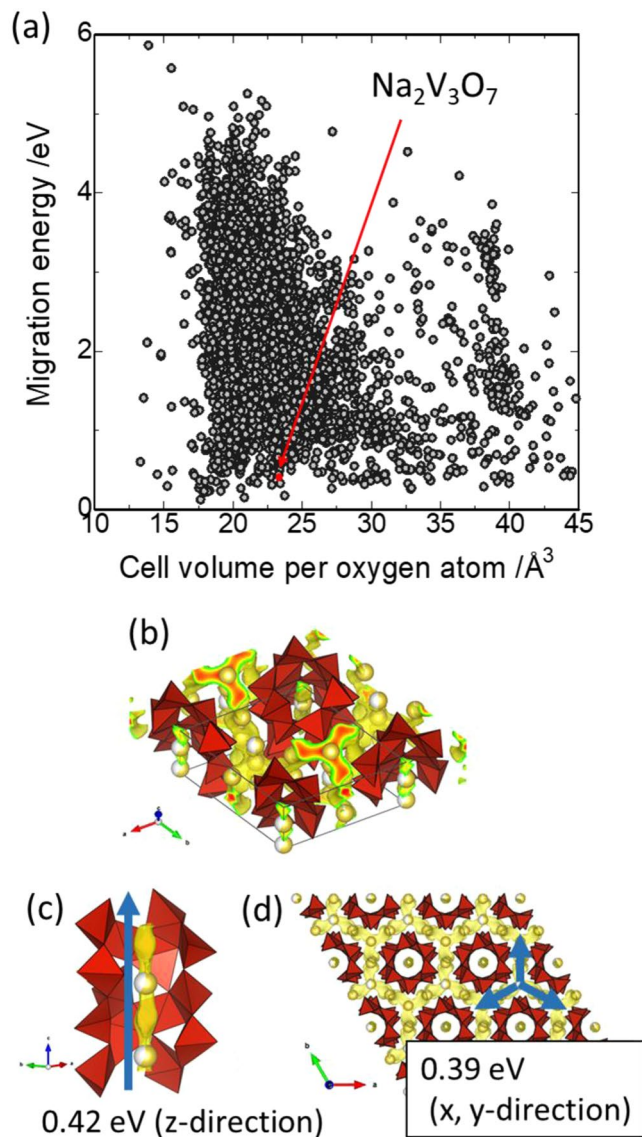 (a)
Na₂V₃O₇
6
4
2
0
Migration energy /eV
10 15 20 25 30 35 40 45
Cell volume per oxygen atom /Å³
(b)
c
a
b
(c)
(d)
c
b
a
b
a
0.42 eV (z-direction)
0.39 eV
(x, y-direction)